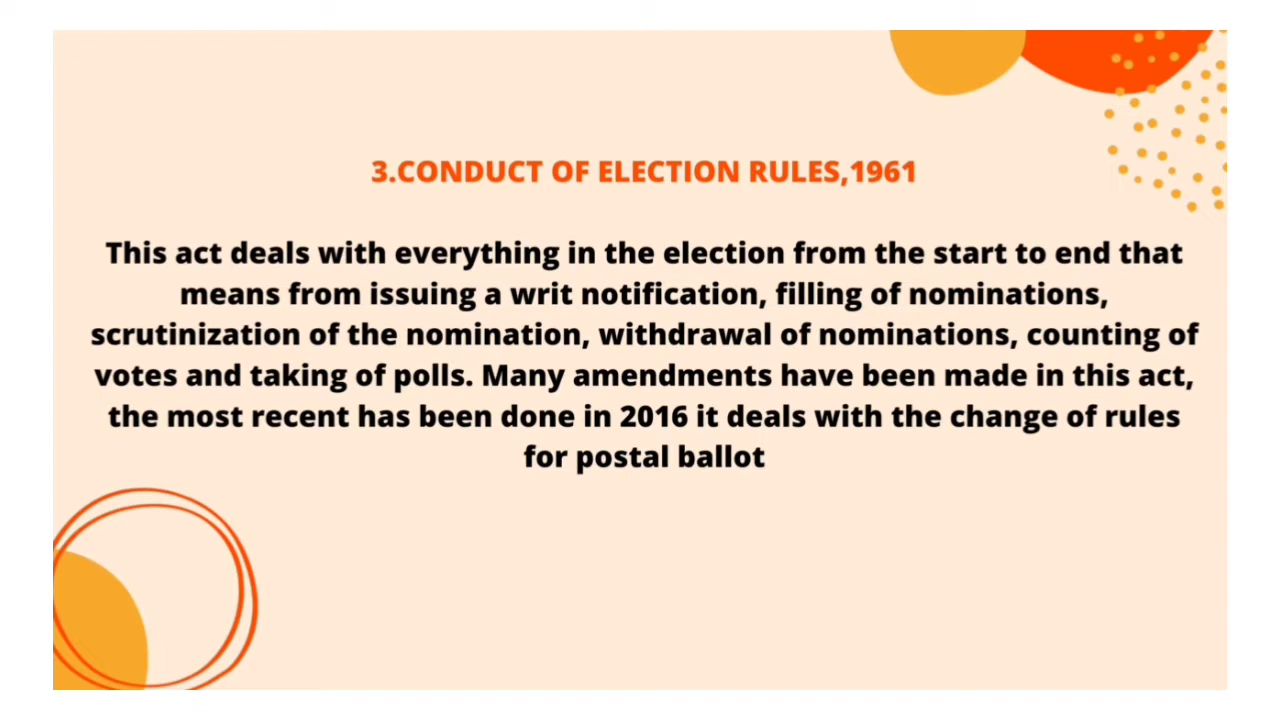 3.CONDUCT OF ELECTION RULES,1961
This act deals with everything in the election from the start to end that
means from issuing a writ notification, filling of nominations,
scrutinization of the nomination, withdrawal of nominations, counting of
votes and taking of polls. Many amendments have been made in this act,
the most recent has been done in 2016 it deals with the change of rules
for postal ballot